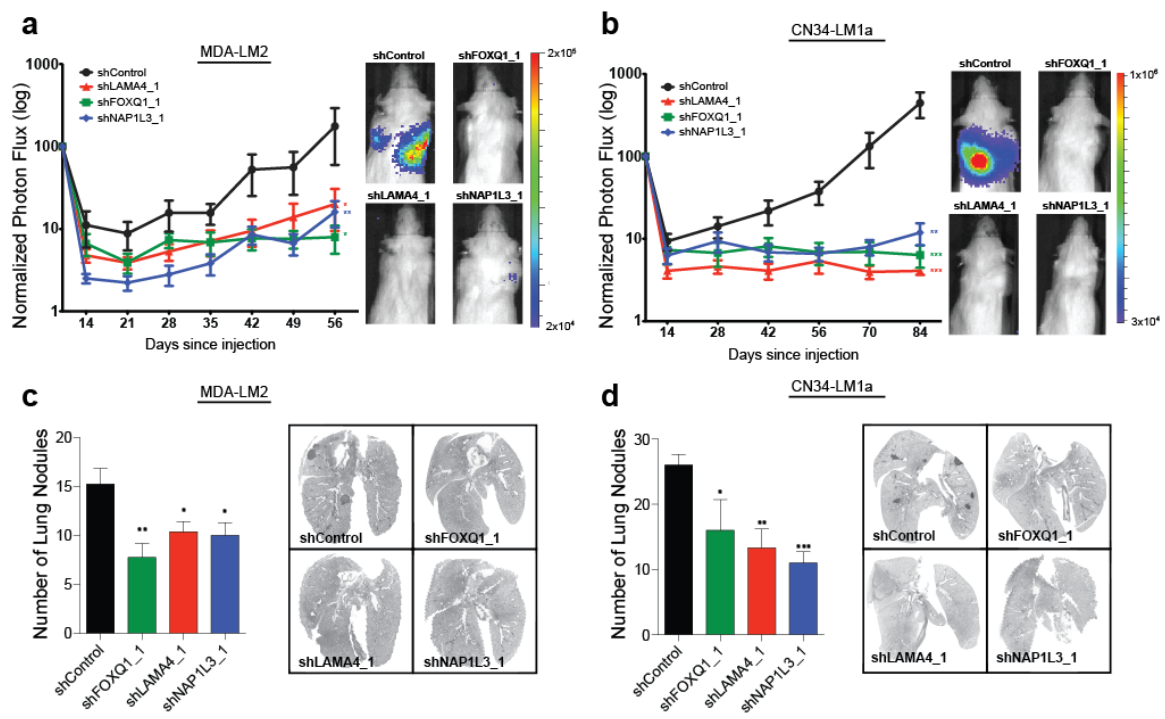 a
MDA-LM2
Normalized Photon Flux (log)
1000
100
10
1
shControl
shLAMA4_1
shFOXQ1_1
shNAP1L3_1
*
**
*
14 21 28 35 42 49 56
Days since injection
shControl shFOXQ1_1
shLAMA4_1 shNAP1L3_1
2x10⁴
b
CN34-LM1a
Normalized Photon Flux (log)
1000
100
10
1
shControl
shLAMA4_1
shFOXQ1_1
shNAP1L3_1
**
***
***
14 28 42 56 70 84
Days since injection
shControl shFOXQ1_1
shLAMA4_1 shNAP1L3_1
c
MDA-LM2
Number of Lung Nodules
20
15
10
5
0
** * *
shControl
shFOXQ1_1
shLAMA4_1
shNAP1L3_1
shControl shFOXQ1_1
shLAMA4_1 shNAP1L3_1
d
CN34-LM1a
Number of Lung Nodules
30
20
10
0
* ** ***
shControl
shFOXQ1_1
shLAMA4_1
shNAP1L3_1
shControl shFOXQ1_1
shLAMA4_1 shNAP1L3_1